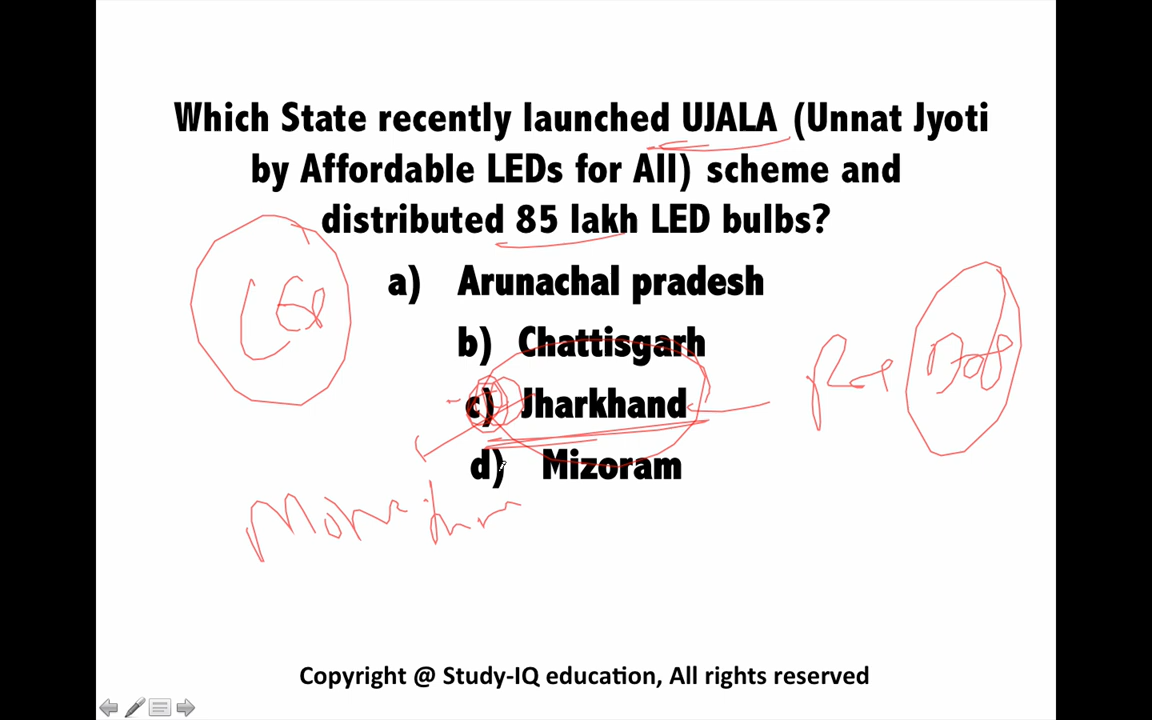 Which State recently launched UJALA (Unnat Jyoti
by Affordable LEDs for All) scheme and
distributed 85 lakh LED bulbs?
a) Arunachal pradesh
b) Chattisgarh
c) Jharkhand
d) Mizoram
Copyright @ Study-IQ education, All rights reserved